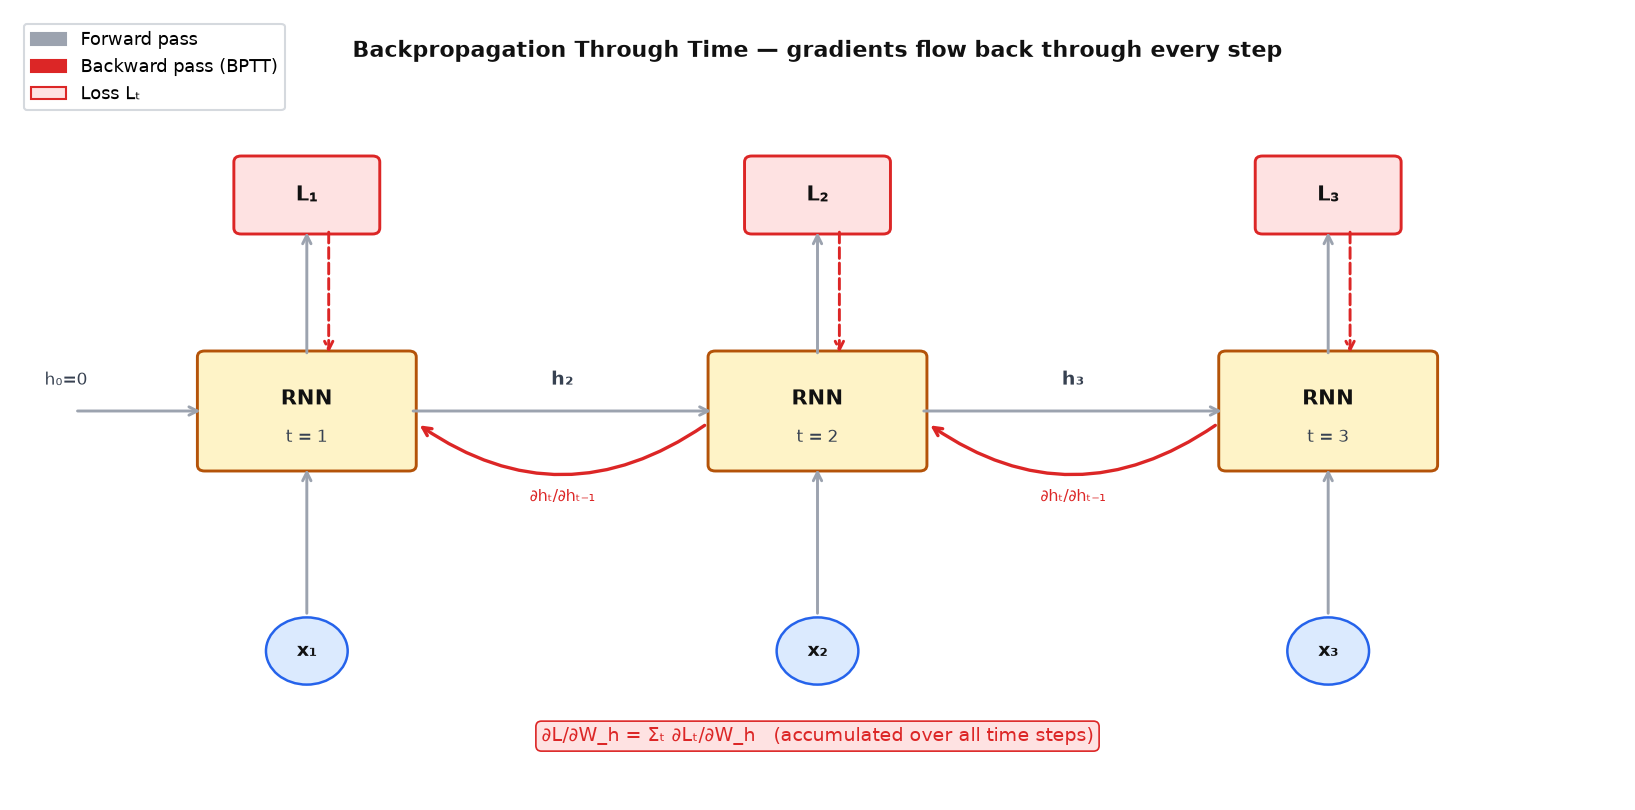 Forward pass
Backward pass (BPTT)
Loss Lₜ
Backpropagation Through Time — gradients flow back through every step
L₁
L₂
L₃
h₀=0
RNN
t = 1
h₂
RNN
t = 2
h₃
RNN
t = 3
∂hₜ/∂hₜ₋₁
∂hₜ/∂hₜ₋₁
x₁
x₂
x₃
∂L/∂W_h = Σₜ ∂Lₜ/∂W_h (accumulated over all time steps)